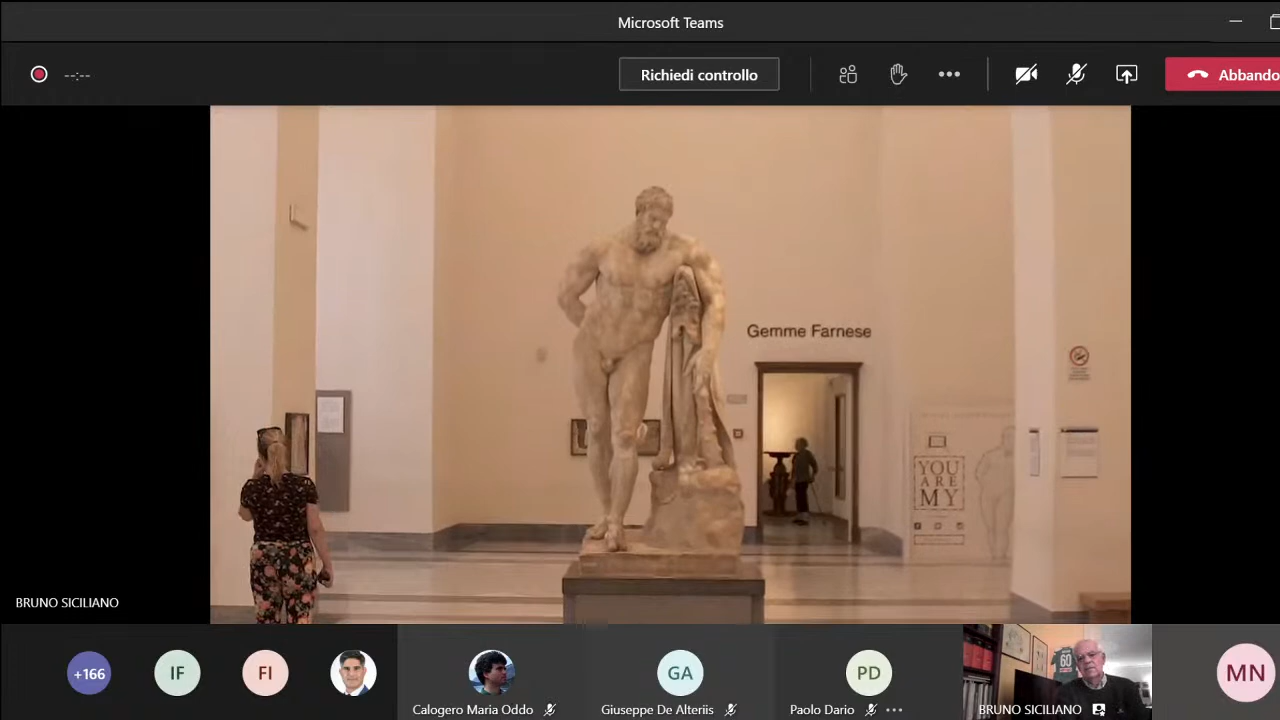 Microsoft Teams
--:--
Richiedi controllo
Abbando
Gemme Farnese
YOU
ARE
MY
60
BRUNO SICILIANO
+166
IF
FI
Calogero Maria Oddo
GA
Giuseppe De Alteriis
PD
Paolo Dario
BRUNO SICILIANO
MN